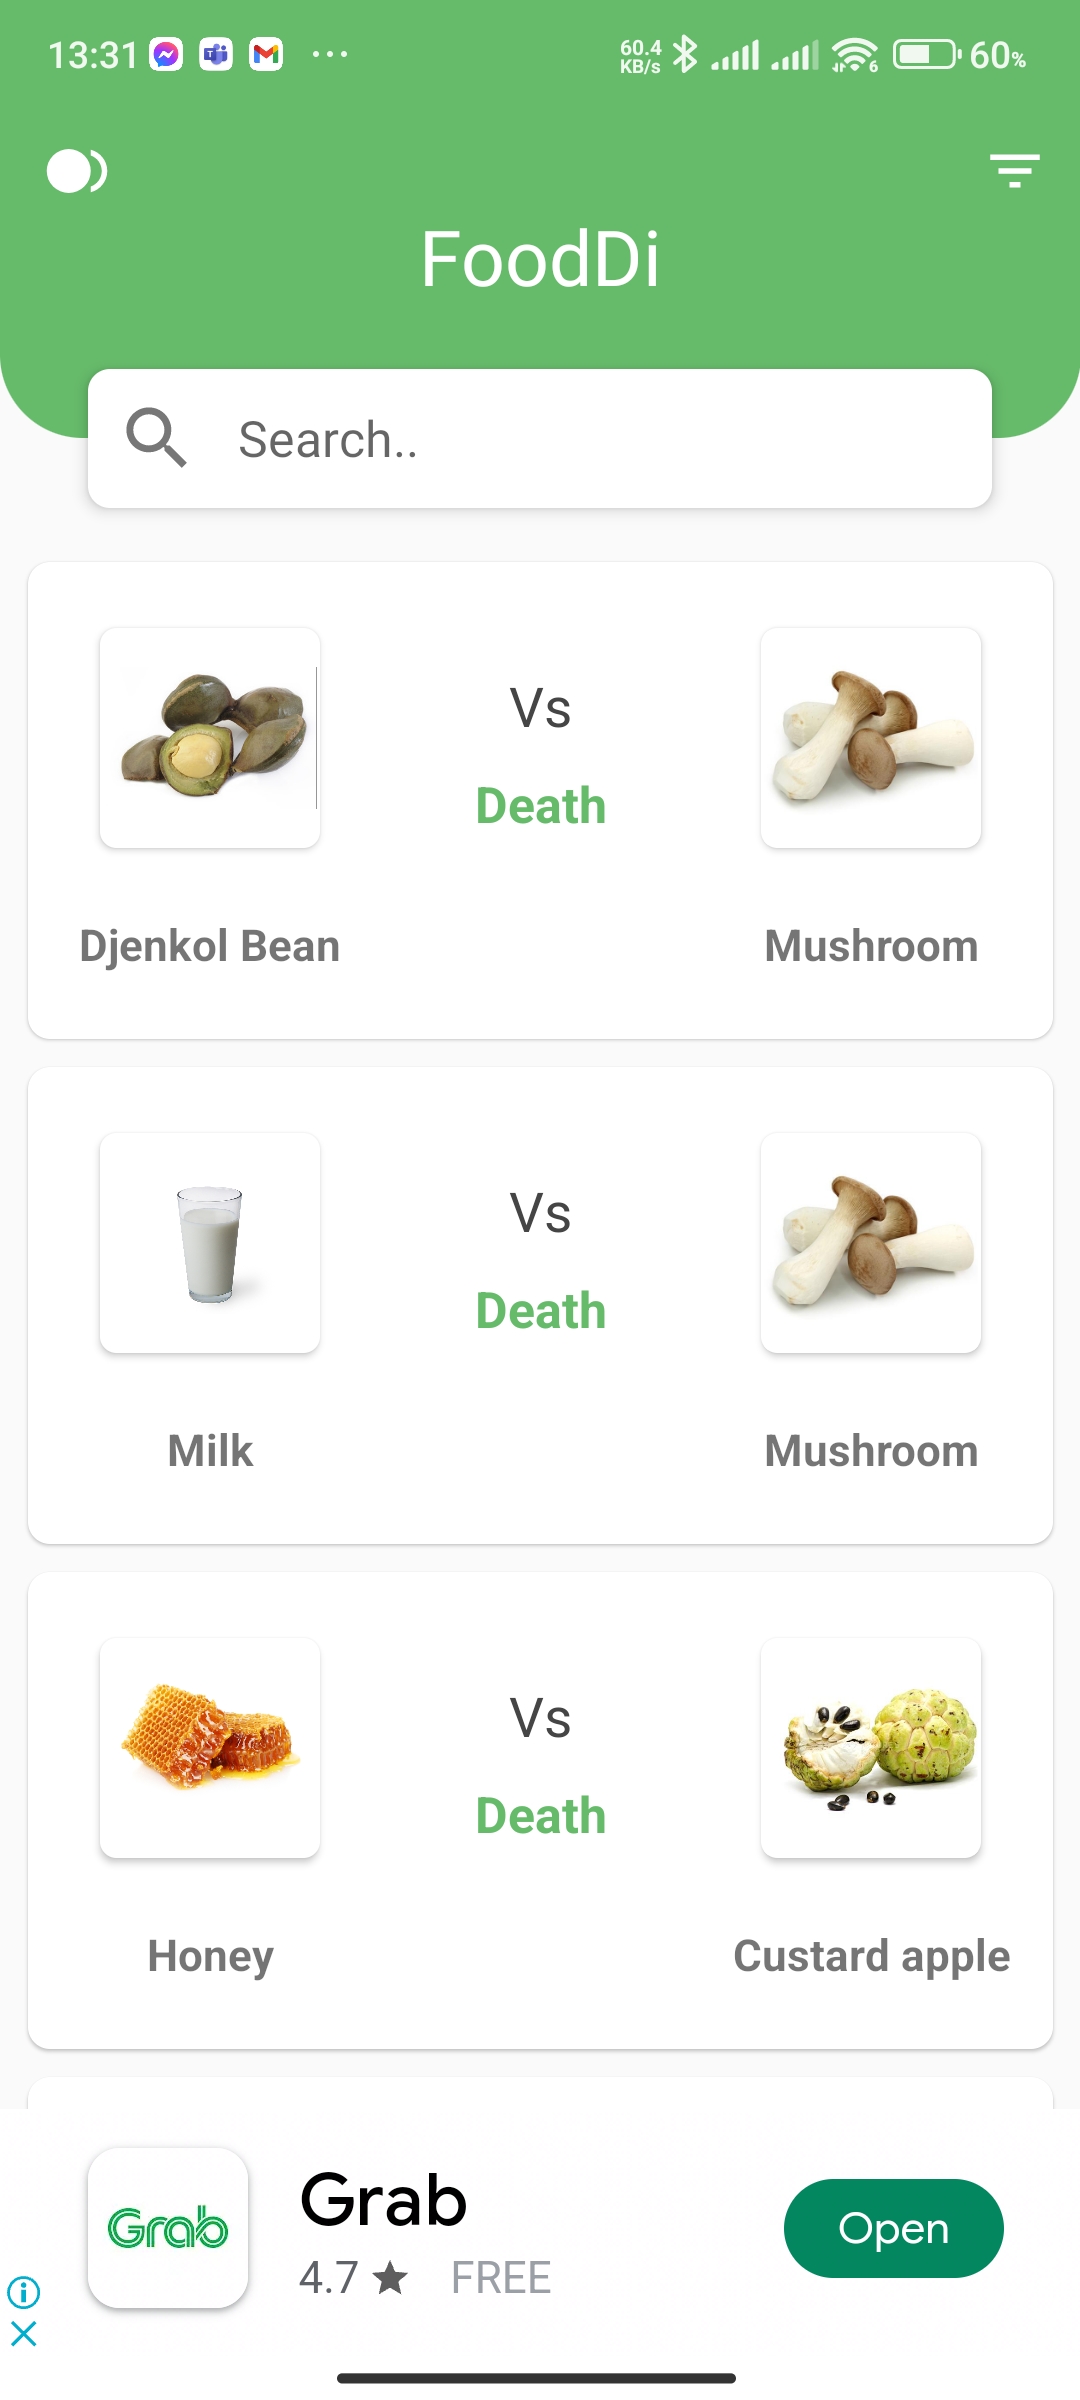 13:31 60.4 KB/s 6 60%
FoodDi
Search..
Vs
Death
Djenkol Bean Mushroom
Vs
Death
Milk Mushroom
Vs
Death
Honey Custard apple
Grab
Grab
4.7 ★ FREE
Open